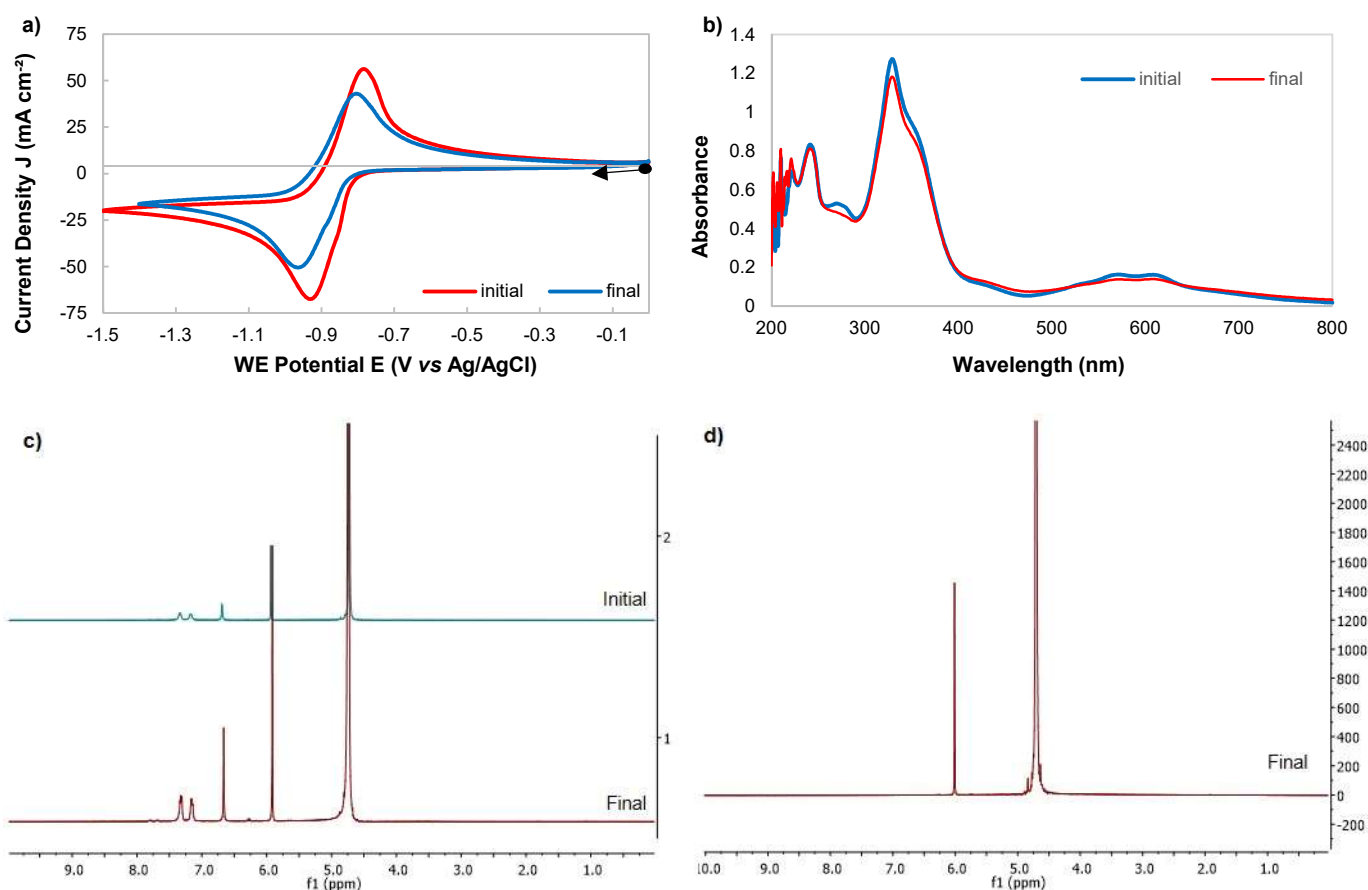 a)
Current Density J (mA cm⁻²)
75
50
25
0
-25
-50
-75
initial final
-1.5 -1.3 -1.1 -0.9 -0.7 -0.5 -0.3 -0.1
WE Potential E (V vs Ag/AgCl)
b)
Absorbance
1.4
1.2
1
0.8
0.6
0.4
0.2
0
initial final
200 300 400 500 600 700 800
Wavelength (nm)
c)
2
Initial
1
Final
9.0 8.0 7.0 6.0 5.0 4.0 3.0 2.0 1.0
f1 (ppm)
d)
2400
2200
2000
1800
1600
1400
1200
1000
800
600
400
200
0
-200
Final
10.0 9.0 8.0 7.0 6.0 5.0 4.0 3.0 2.0 1.0
f1 (ppm)